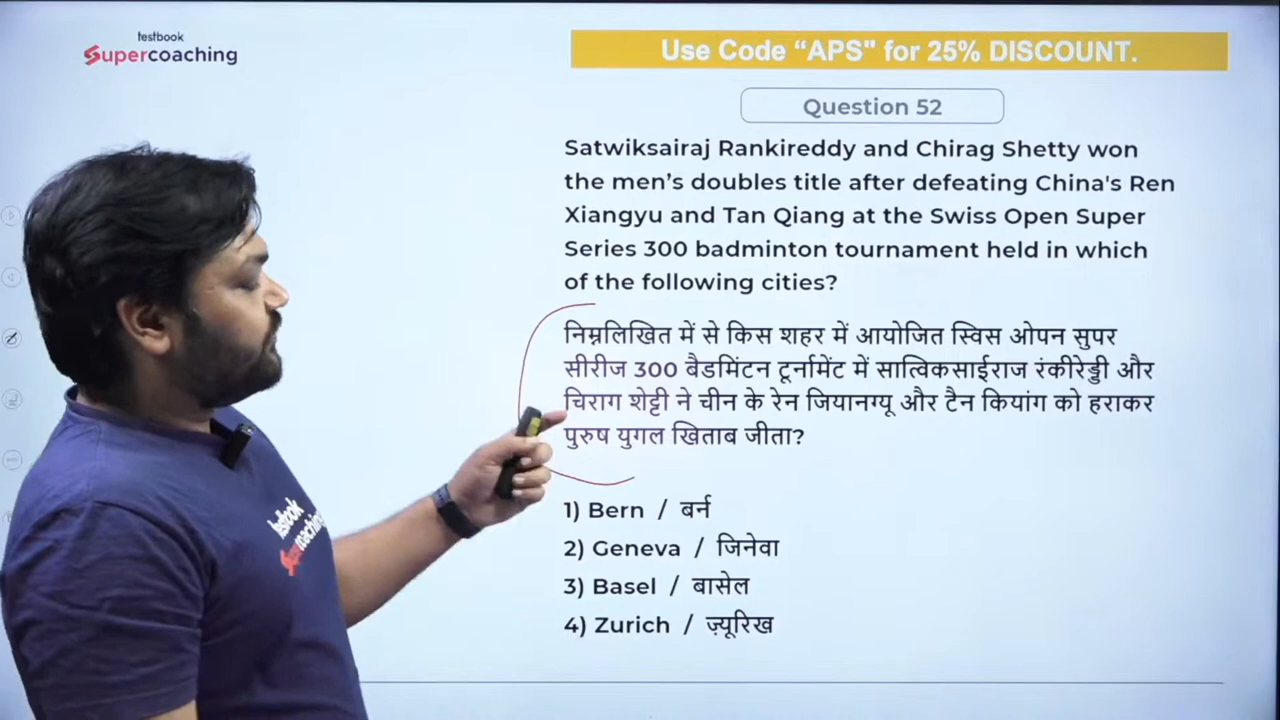 testbook
Supercoaching
Use Code “APS" for 25% DISCOUNT.
Question 52
Satwiksairaj Rankireddy and Chirag Shetty won
the men’s doubles title after defeating China's Ren
Xiangyu and Tan Qiang at the Swiss Open Super
Series 300 badminton tournament held in which
of the following cities?
निम्नलिखित में से किस शहर में आयोजित स्विस ओपन सुपर
सीरीज 300 बैडमिंटन टूर्नामेंट में सात्विकसाईराज रंकीरेड्डी और
चिराग शेट्टी ने चीन के रेन जियानग्यू और टैन कियांग को हराकर
पुरुष युगल खिताब जीता?
1) Bern / बर्न
2) Geneva / जिनेवा
3) Basel / बासेल
4) Zurich / ज़्यूरिख
testbook
Supercoaching